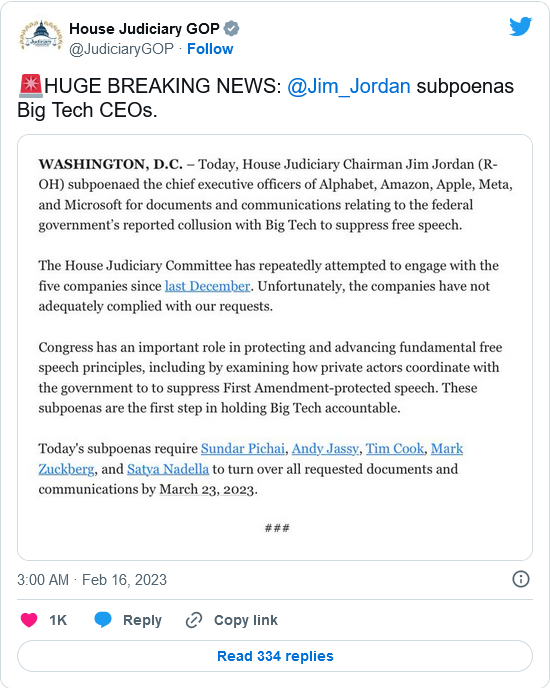 House Judiciary GOP
@JudiciaryGOP · Follow
🚨HUGE BREAKING NEWS: @Jim_Jordan subpoenas
Big Tech CEOs.
WASHINGTON, D.C. – Today, House Judiciary Chairman Jim Jordan (R-
OH) subpoenaed the chief executive officers of Alphabet, Amazon, Apple, Meta,
and Microsoft for documents and communications relating to the federal
government's reported collusion with Big Tech to suppress free speech.
The House Judiciary Committee has repeatedly attempted to engage with the
five companies since last December. Unfortunately, the companies have not
adequately complied with our requests.
Congress has an important role in protecting and advancing fundamental free
speech principles, including by examining how private actors coordinate with
the government to to suppress First Amendment-protected speech. These
subpoenas are the first step in holding Big Tech accountable.
Today's subpoenas require Sundar Pichai, Andy Jassy, Tim Cook, Mark
Zuckberg, and Satya Nadella to turn over all requested documents and
communications by March 23, 2023.
###
3:00 AM · Feb 16, 2023
1K Reply Copy link
Read 334 replies